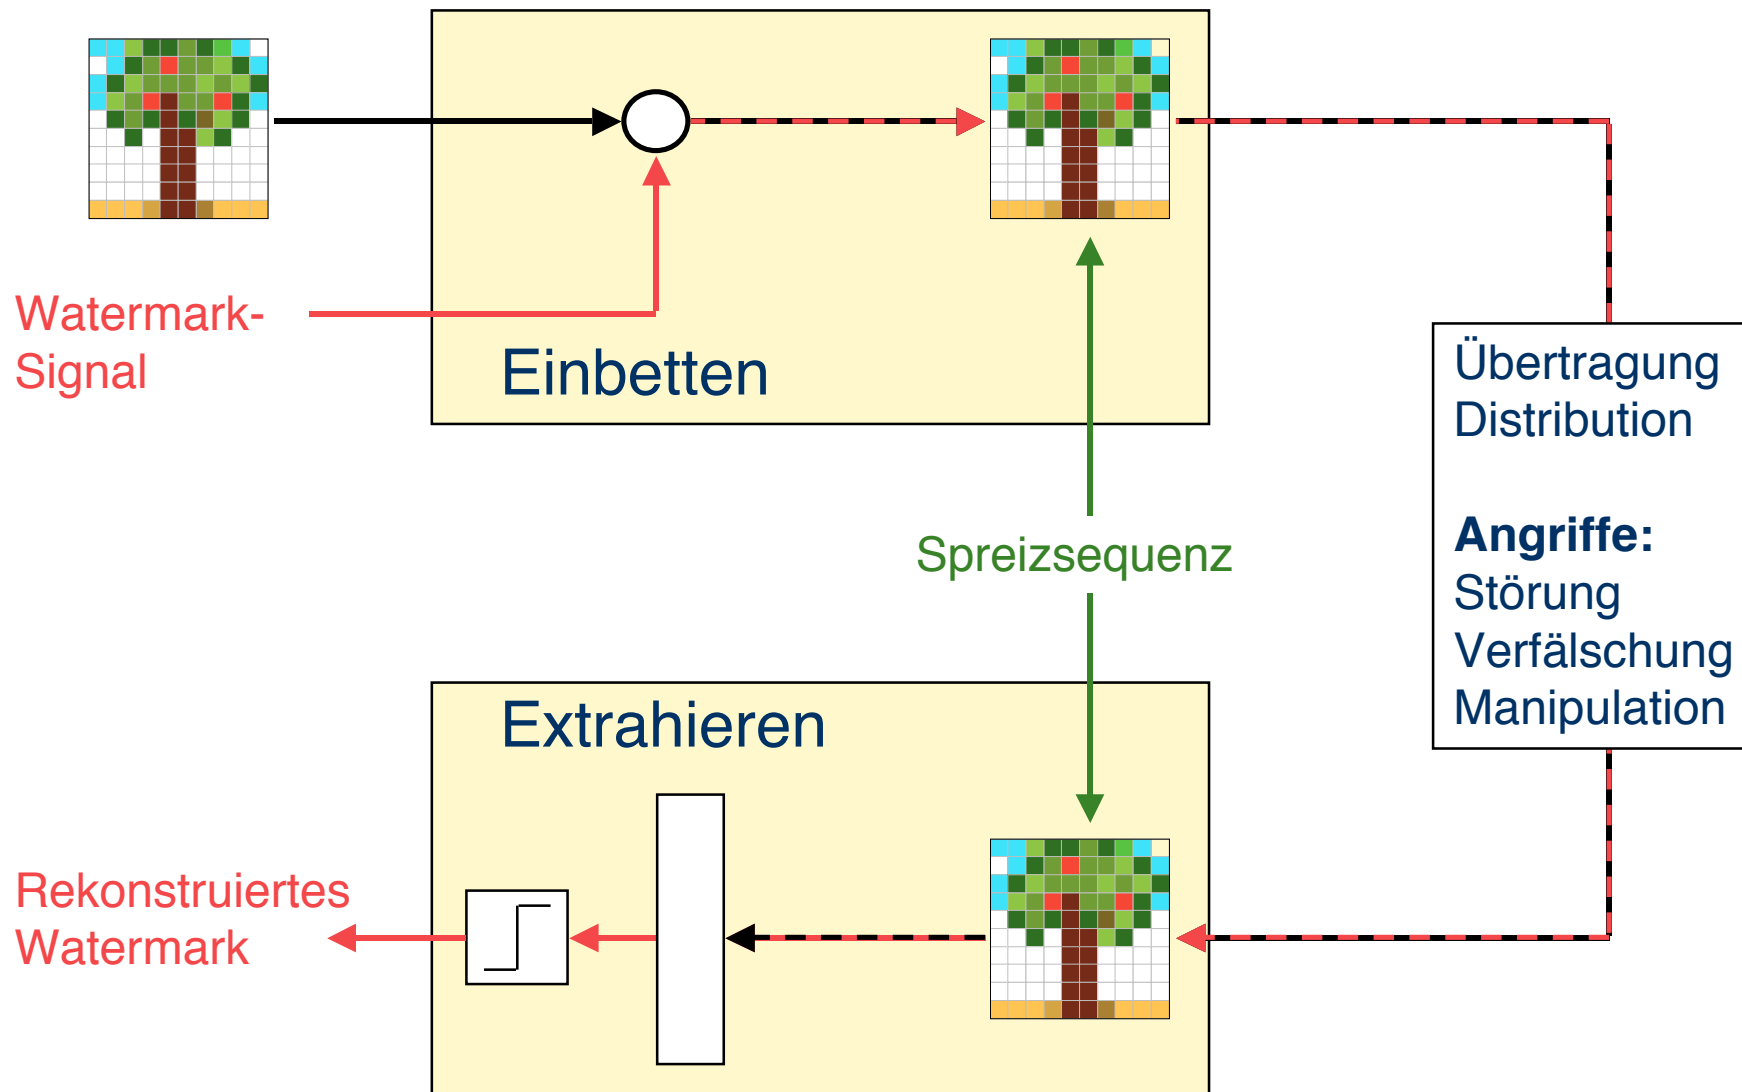 Watermark-
Signal
Einbetten
Übertragung
Distribution
Angriffe:
Störung
Verfälschung
Manipulation
Spreizsequenz
Extrahieren
Rekonstruiertes
Watermark